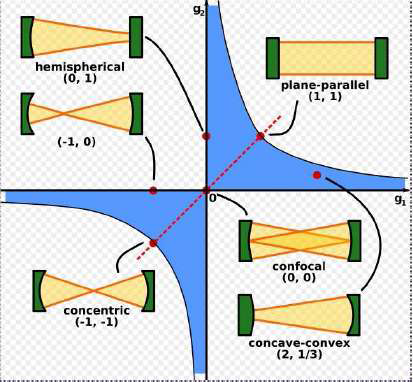 g2
hemispherical
(0, 1)
plane-parallel
(1, 1)
(-1, 0)
0
g1
confocal
(0, 0)
concentric
(-1, -1)
concave-convex
(2, 1/3)